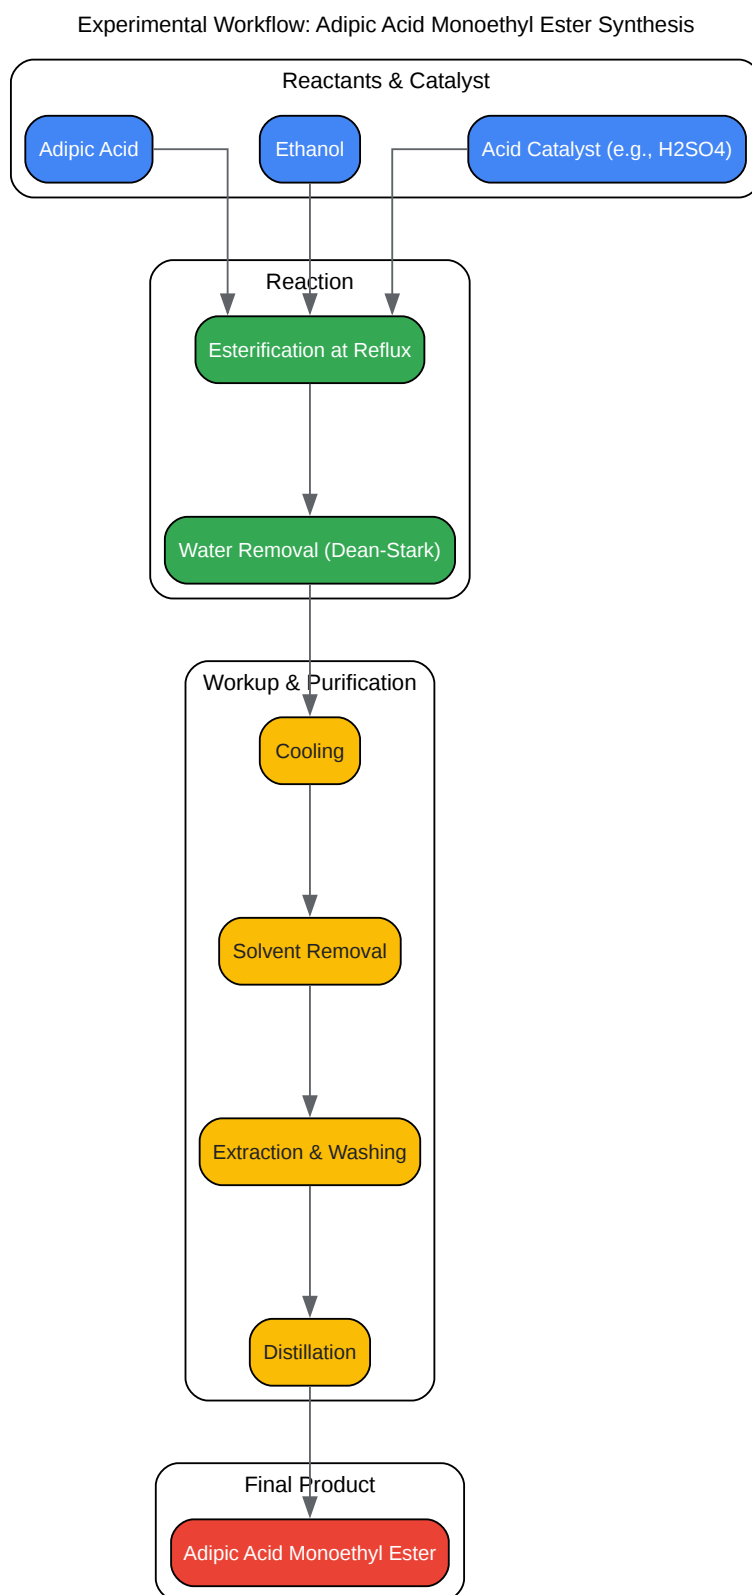 Experimental Workflow: Adipic Acid Monoethyl Ester Synthesis
Reactants & Catalyst
Adipic Acid
Ethanol
Acid Catalyst (e.g., H2SO4)
Reaction
Esterification at Reflux
Water Removal (Dean-Stark)
Workup & Purification
Cooling
Solvent Removal
Extraction & Washing
Distillation
Final Product
Adipic Acid Monoethyl Ester